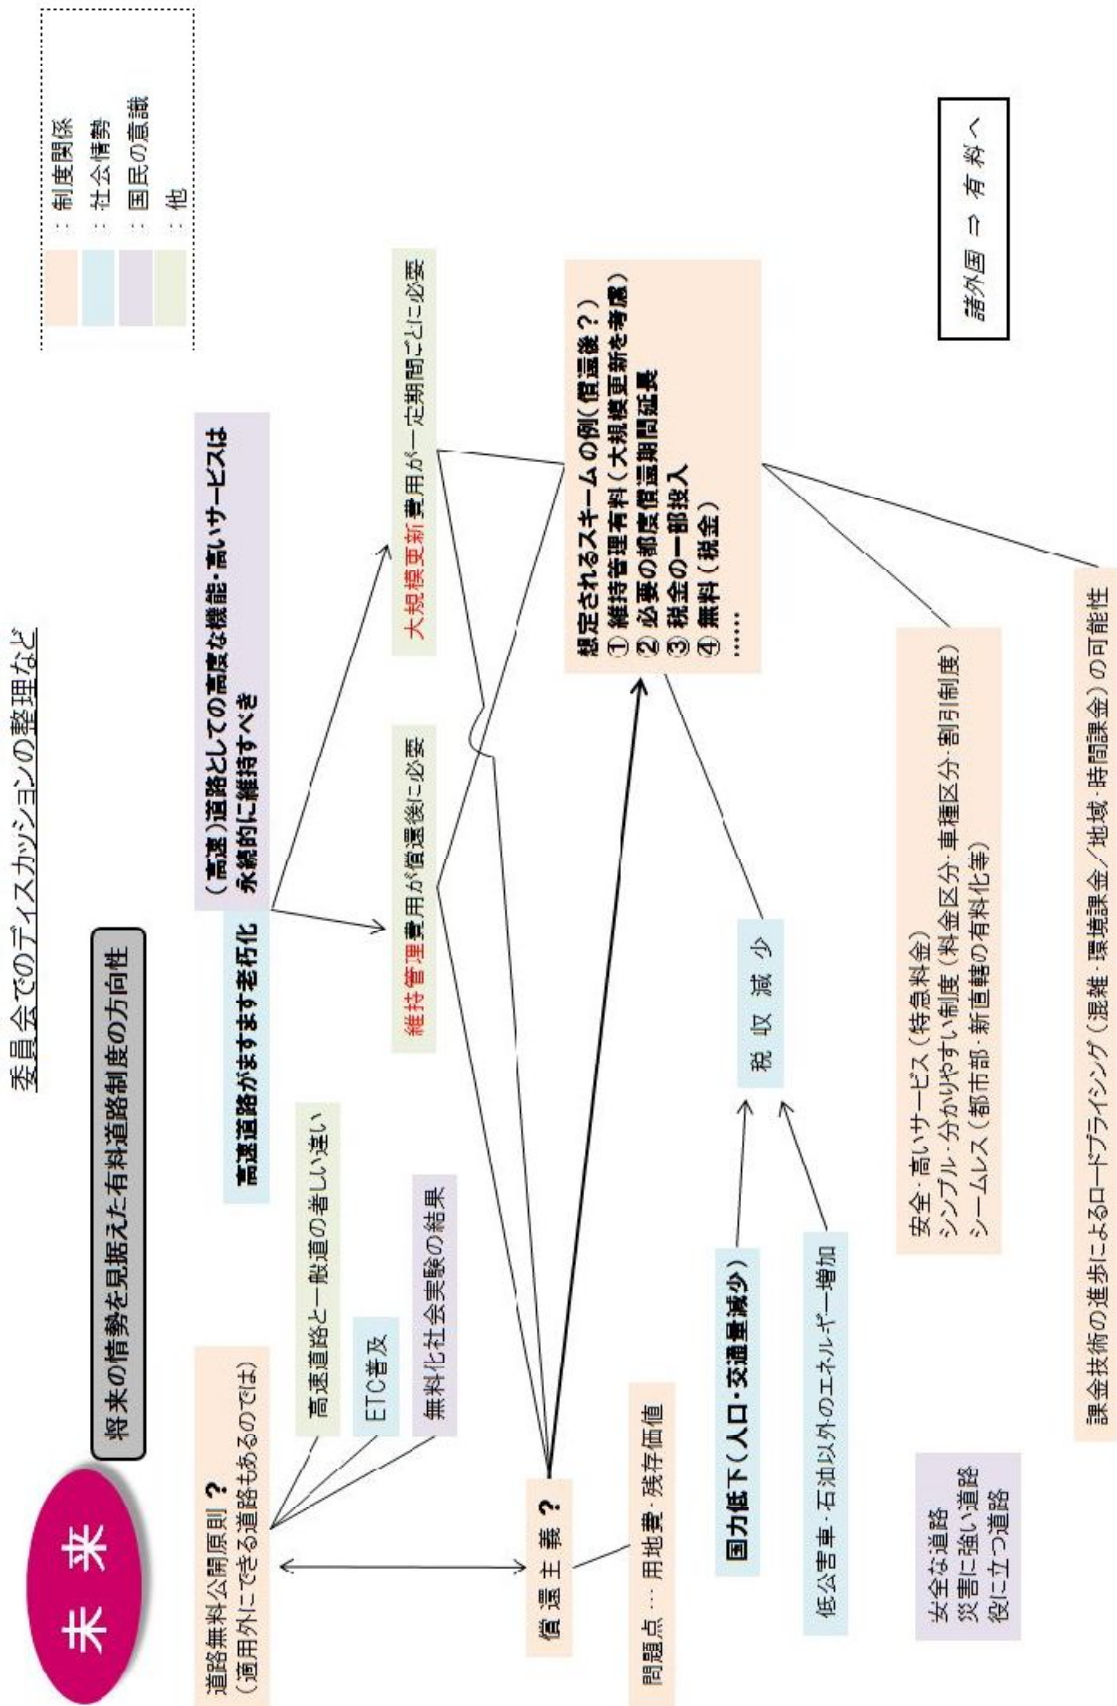 委員会でのディスカッションの整理など
未来
将来の情勢を見据えた有料道路制度の方向性
：制度関係
：社会情勢
：国民の意識
：他
道路無料公開原則？
（適用外にできる道路もあるのでは）
高速道路と一般道の著しい違い
ETC普及
無料化社会実験の結果
高速道路がますます老朽化
（高速）道路としての高度な機能・高いサービスは
永続的に維持すべき
維持管理費用が償還後に必要
大規模更新費用が一定期間ごとに必要
償還主義？
問題点…用地費・残存価値
想定されるスキームの例（償還後？）
① 維持管理有料（大規模更新を考慮）
② 必要の都度償還期間延長
③ 税金の一部投入
④ 無料（税金）
……
国力低下（人口・交通量減少）
低公害車・石油以外のエネルギー増加
税収減少
安全な道路
災害に強い道路
役に立つ道路
安全・高いサービス（特急料金）
シンプル・分かりやすい制度（料金区分・車種区分・割引制度）
シームレス（都市部・新直轄の有料化等）
諸外国 ⇒ 有料へ
課金技術の進歩によるロードプライシング（混雑・環境課金／地域・時間課金）の可能性